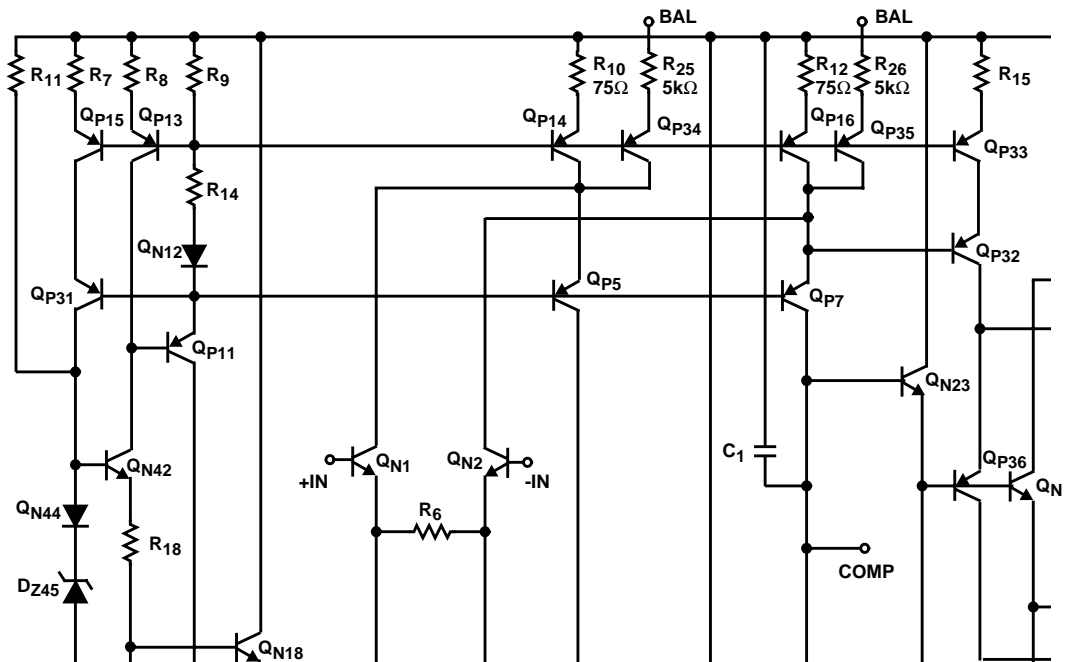 BAL
BAL
R11
R7
R8
R9
R10
75Ω
R25
5kΩ
R12
75Ω
R26
5kΩ
R15
QP15
QP13
QP14
QP34
QP16
QP35
QP33
R14
QN12
QP32
QP31
QP5
QP7
QP11
QN23
C1
QN42
QN1
QN2
QP36
+IN
-IN
QN
QN44
R6
R18
COMP
DZ45
QN18